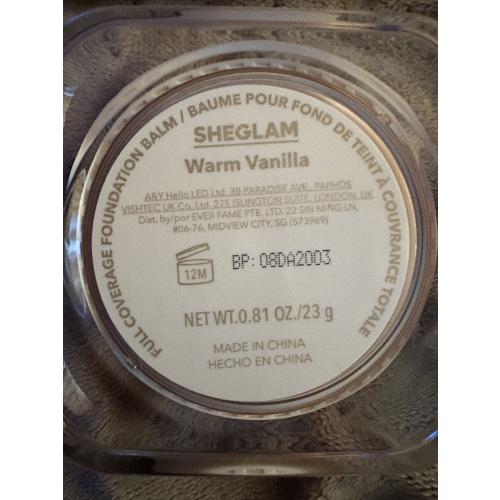 FULL COVERAGE FOUNDATION BALM / BAUME POUR FOND DE TEINT À COUVRANCE TOTALE
SHEGLAM
Warm Vanilla
A&Y Hello LED Ltd, 3B PARADISE AVE., PAPHOS
VISHTEC UK Co., Ltd, 275 ISLINGTON SUITE, LONDON, UK
Dist. by/por EVER FAME PTE. LTD. 22 SIN MING LN,
#06-76, MIDVIEW CITY, SG (573969)
12M
BP: 08DA2003
NET WT.0.81 OZ./23 g
MADE IN CHINA
HECHO EN CHINA